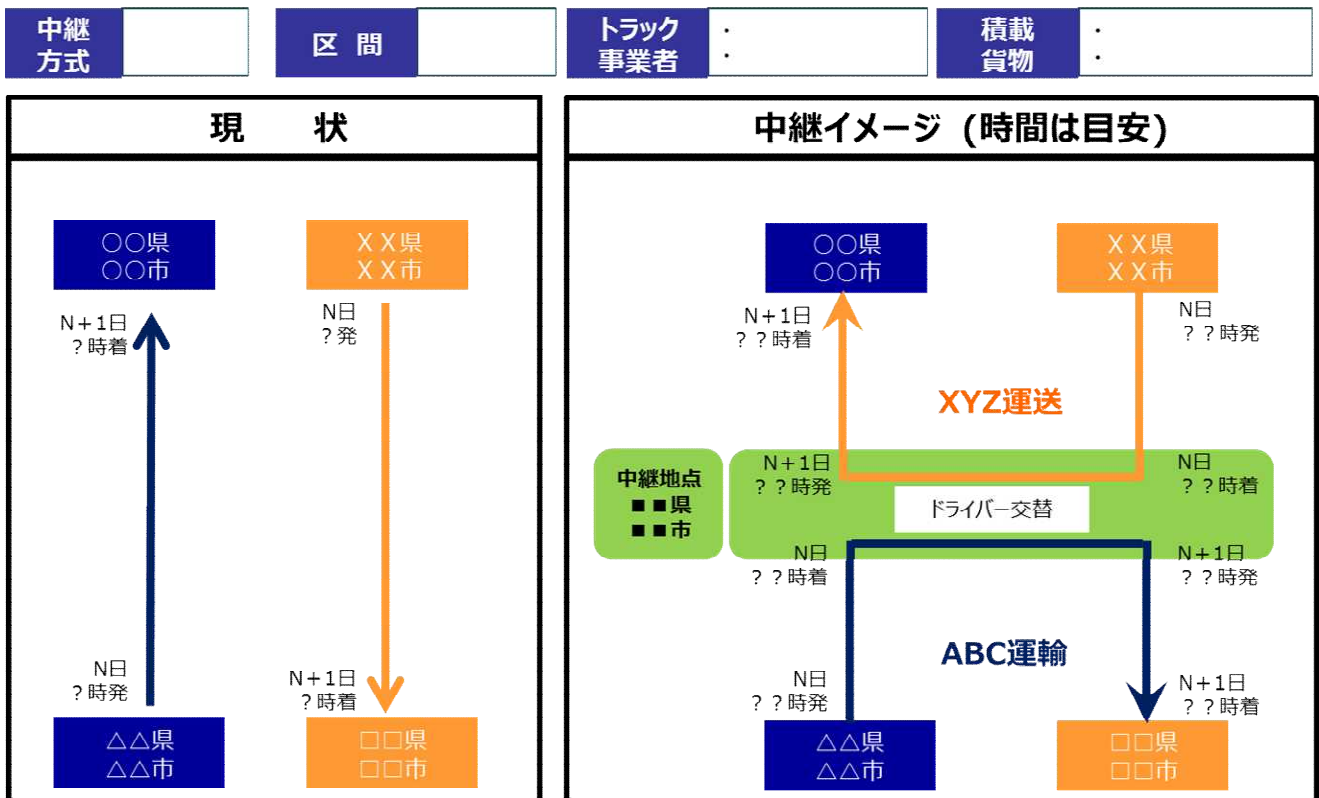 中継
方式
区 間
トラック
事業者
・
・
積載
貨物
・
・
現 状
○○県
○○市
ＸＸ県
ＸＸ市
N＋1日
？時着
N日
？発
N日
？時発
N＋1日
？時着
△△県
△△市
□□県
□□市
中継イメージ (時間は目安)
○○県
○○市
ＸＸ県
ＸＸ市
N＋1日
？？時着
N日
？？時発
XYZ運送
中継地点
■■県
■■市
N＋1日
？？時発
N日
？？時着
ドライバー交替
N日
？？時着
N＋1日
？？時発
ABC運輸
N日
？？時発
N＋1日
？？時着
△△県
△△市
□□県
□□市